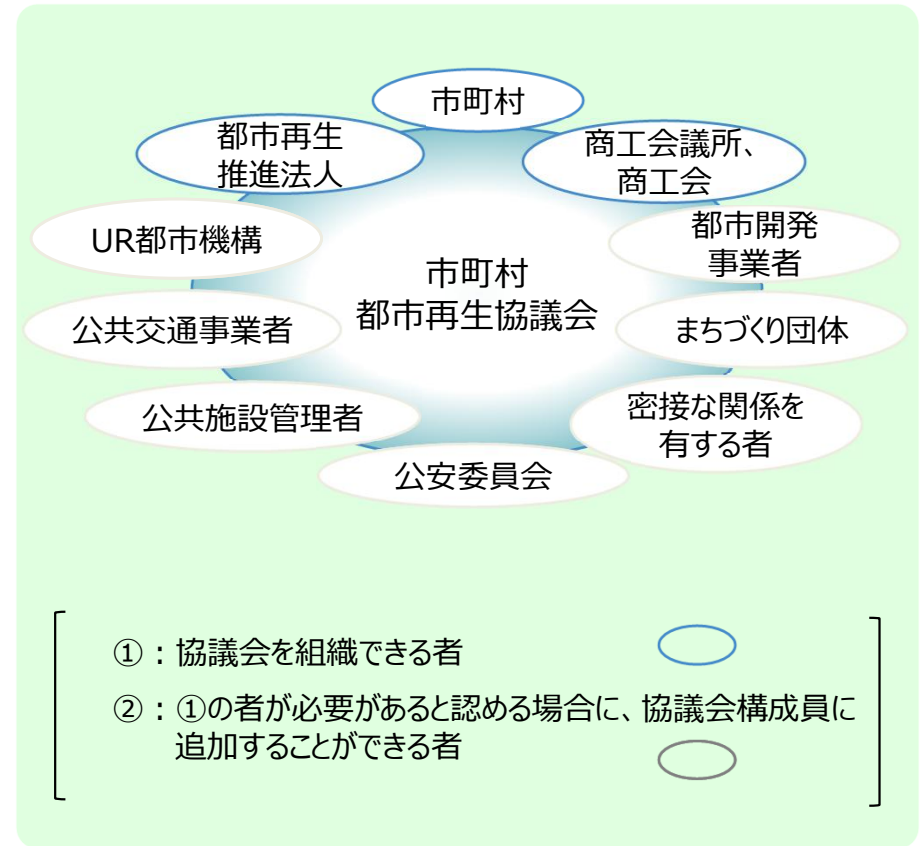 市町村
都市再生
推進法人
商工会議所、
商工会
UR都市機構
都市開発
事業者
市町村
都市再生協議会
公共交通事業者
まちづくり団体
公共施設管理者
密接な関係を
有する者
公安委員会
①：協議会を組織できる者
②：①の者が必要があると認める場合に、協議会構成員に
追加することができる者